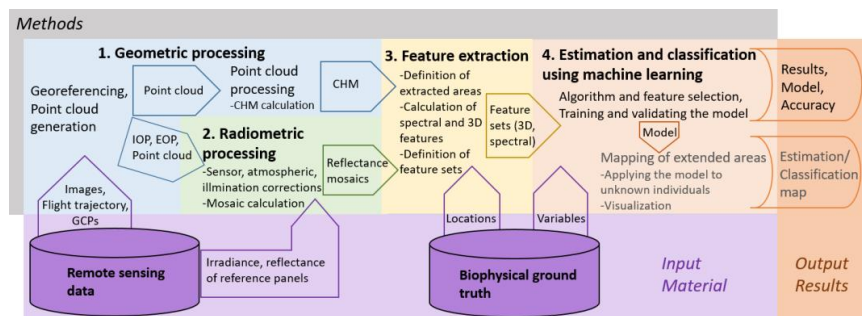 Methods
1. Geometric processing
Georeferencing,
Point cloud
generation
Point cloud
Point cloud
processing
-CHM calculation
CHM
IOP, EOP,
Point cloud
2. Radiometric
processing
-Sensor, atmospheric,
illmination corrections
-Mosaic calculation
Reflectance
mosaics
3. Feature extraction
-Definition of
extracted areas
-Calculation of
spectral and 3D
features
-Definition of
feature sets
Feature
sets (3D,
spectral)
4. Estimation and classification
using machine learning
Algorithm and feature selection,
Training and validating the model
Model
Mapping of extended areas
-Applying the model to
unknown individuals
-Visualization
Results,
Model,
Accuracy
Estimation/
Classification
map
Images,
Flight trajectory,
GCPs
Remote sensing
data
Irradiance, reflectance
of reference panels
Locations
Variables
Biophysical ground
truth
Input
Material
Output
Results